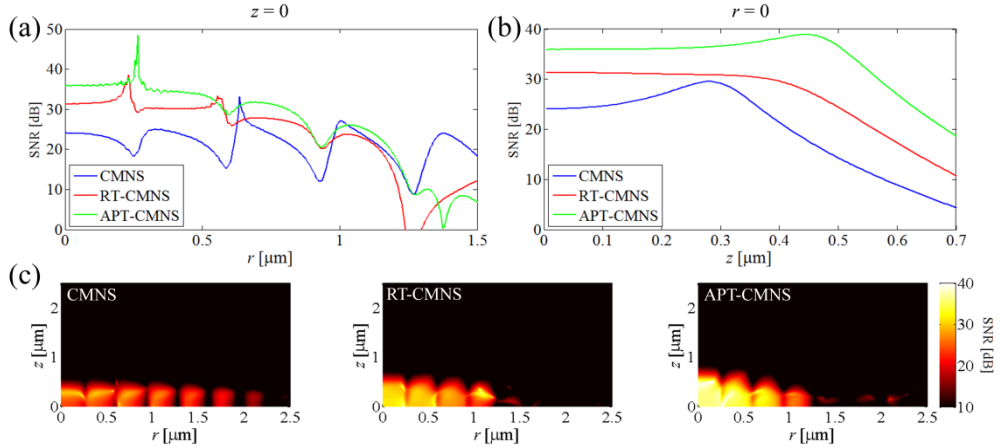 z = 0
r = 0
(a)
50
40
30
20
10
0
SNR [dB]
CMNS
RT-CMNS
APT-CMNS
0
0.5
1
1.5
r [µm]
(b)
40
30
20
10
0
SNR [dB]
CMNS
RT-CMNS
APT-CMNS
0
0.1
0.2
0.3
0.4
0.5
0.6
0.7
z [µm]
(c)
CMNS
2
1
0
z [µm]
0
0.5
1
1.5
2
2.5
r [µm]
RT-CMNS
2
1
0
z [µm]
0
0.5
1
1.5
2
2.5
r [µm]
APT-CMNS
2
1
0
z [µm]
0
0.5
1
1.5
2
2.5
r [µm]
40
30
20
10
SNR [dB]